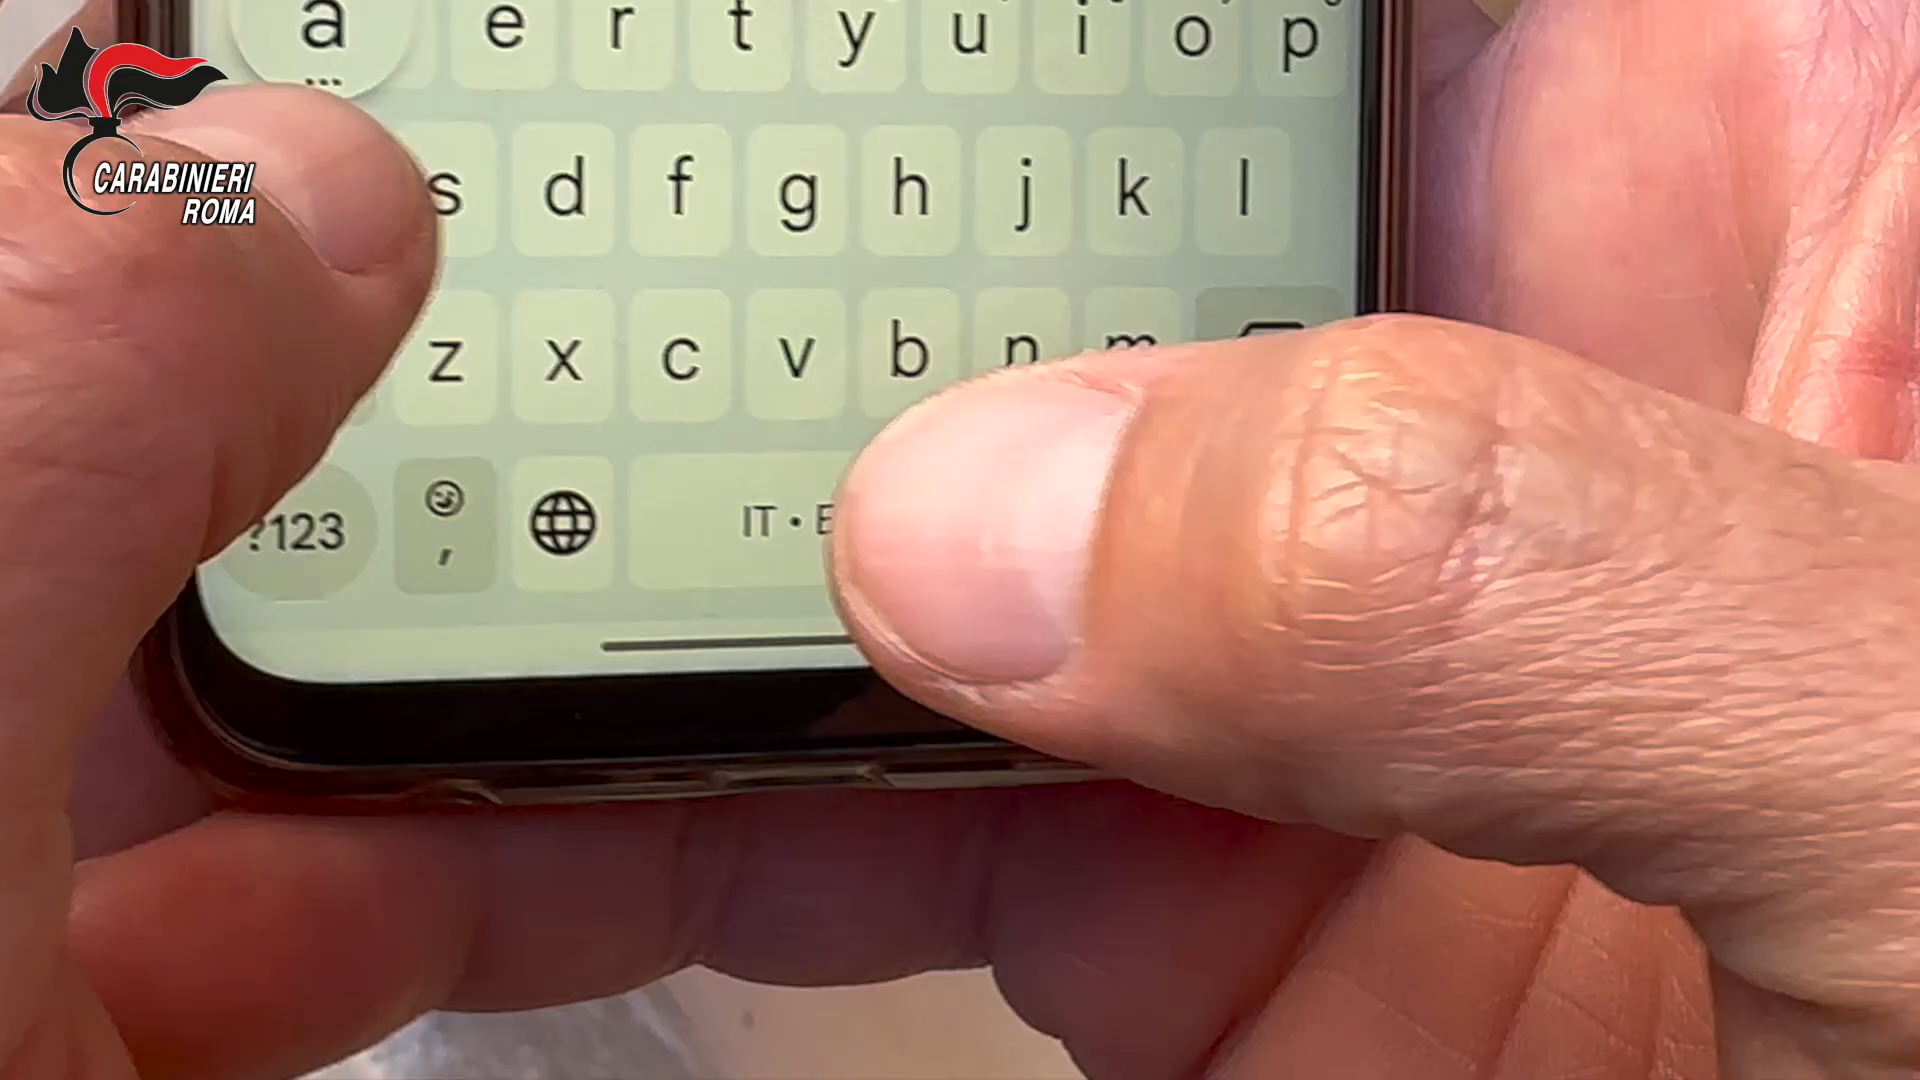 CARABINIERI
ROMA
a e r t y u i o p
...
s d f g h j k l
z x c v b n m
?123 , IT •